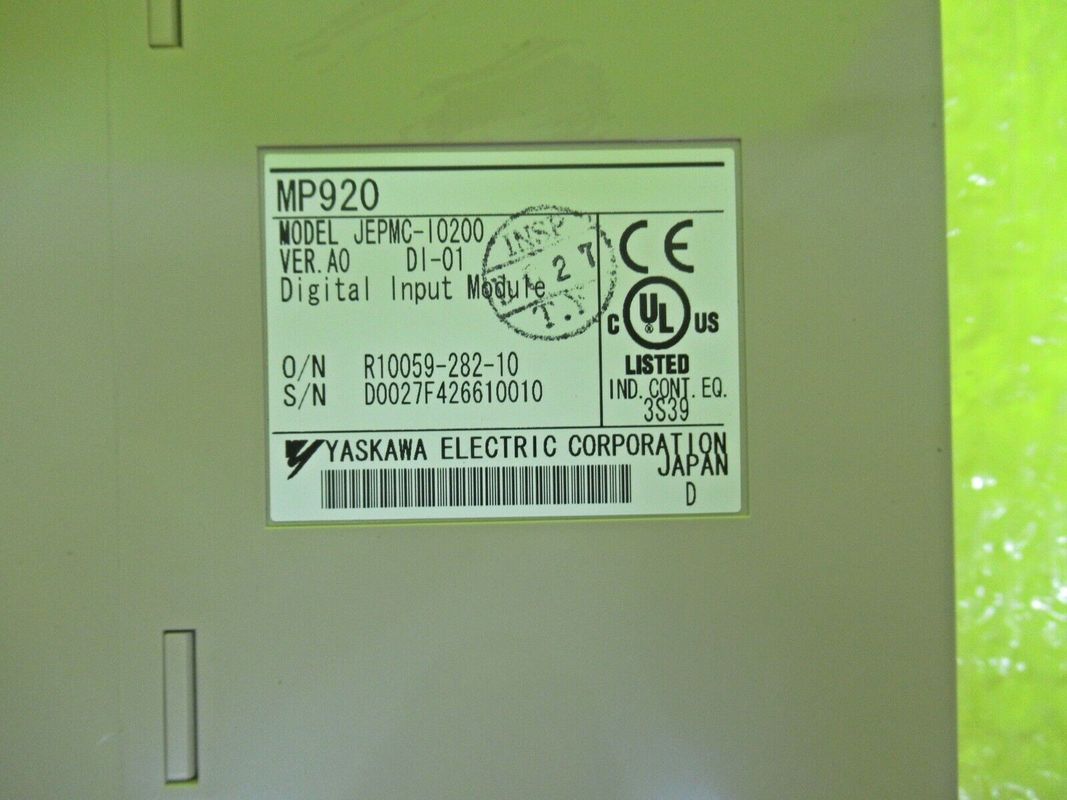 MP920
MODEL JEPMC-IO200
VER.A0 DI-01
Digital Input Module
INSP
27
T.
O/N R10059-282-10
S/N D0027F426610010
CE
C UL US
®
LISTED
IND. CONT. EQ.
3S39
YASKAWA ELECTRIC CORPORATION
JAPAN
D